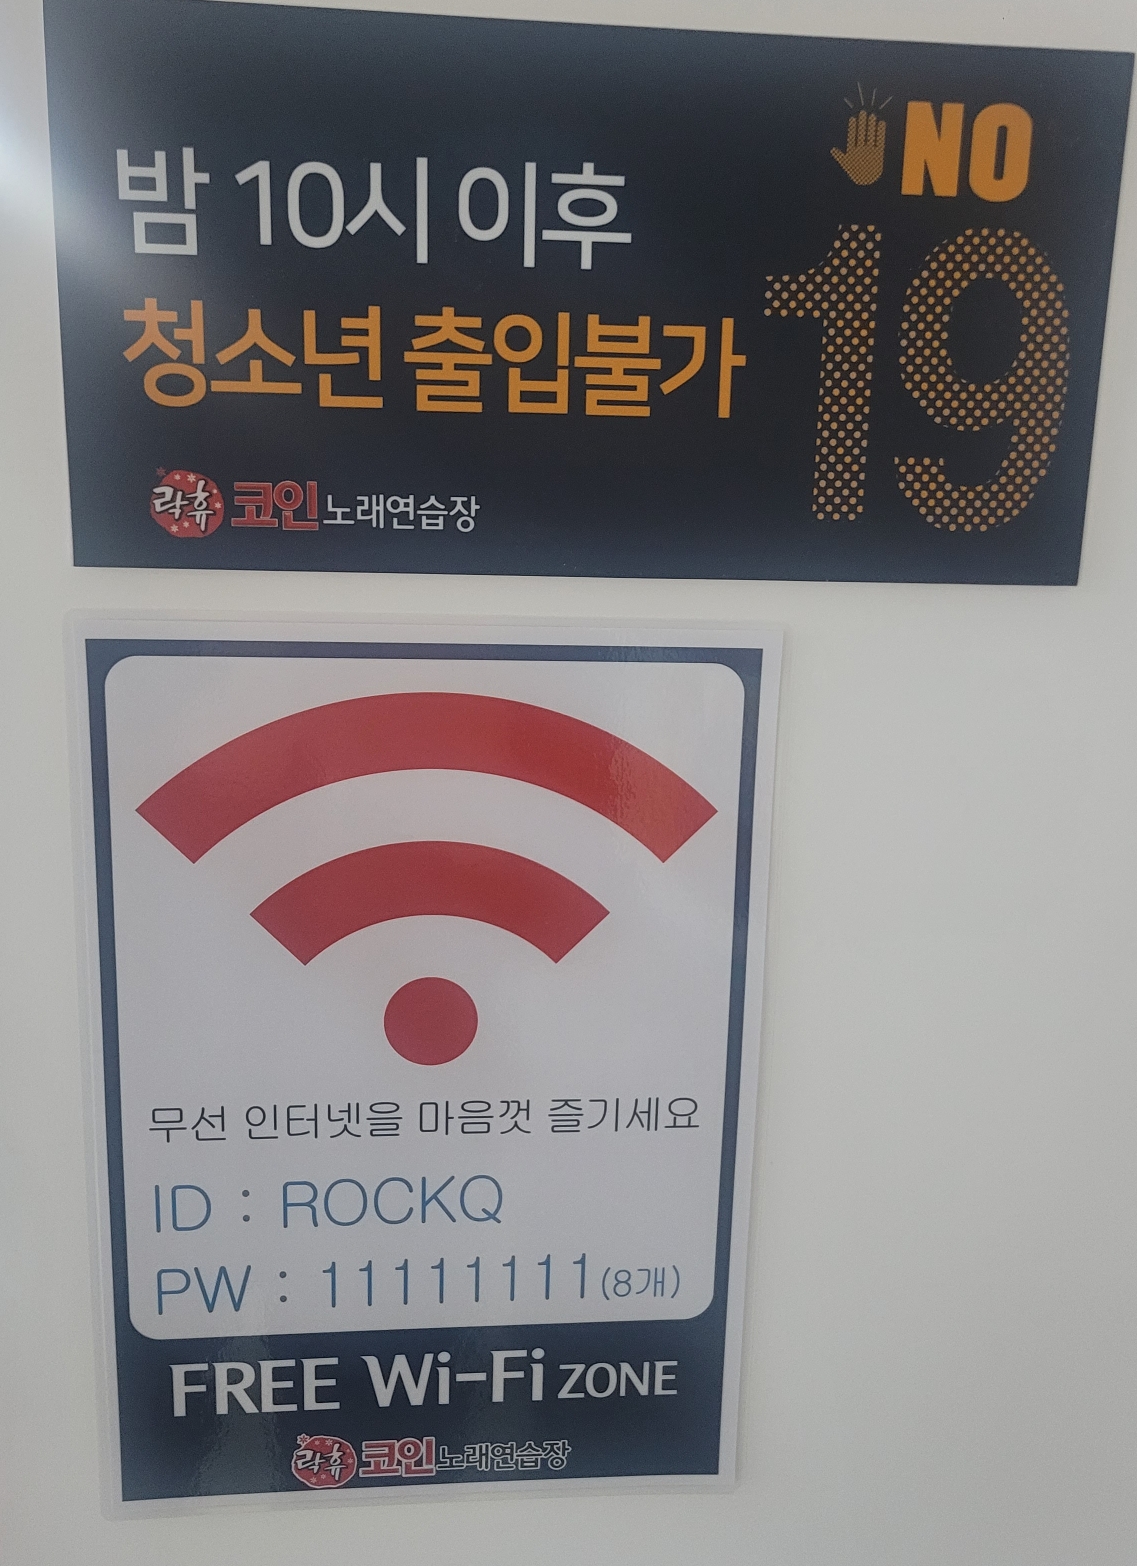 NO
19
밤 10시 이후
청소년 출입불가
락휴 코인노래연습장
무선 인터넷을 마음껏 즐기세요
ID : ROCKQ
PW : 11111111(8개)
FREE Wi-Fi ZONE
락휴 코인노래연습장